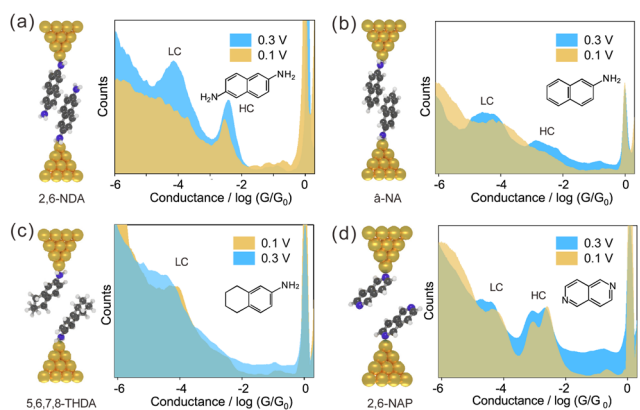 (a)
LC
0.3 V
0.1 V
NH2
H2N
HC
Counts
-6 -4 -2 0
Conductance / log (G/G0)
2,6-NDA
(b)
0.3 V
0.1 V
NH2
LC
HC
Counts
-6 -4 -2 0
Conductance / log (G/G0)
â-NA
(c)
0.1 V
0.3 V
LC
NH2
Counts
-6 -4 -2 0
Conductance / log (G/G0)
5,6,7,8-THDA
(d)
0.3 V
0.1 V
LC
HC
N
N
Counts
-6 -4 -2 0
Conductance / log (G/G0)
2,6-NAP